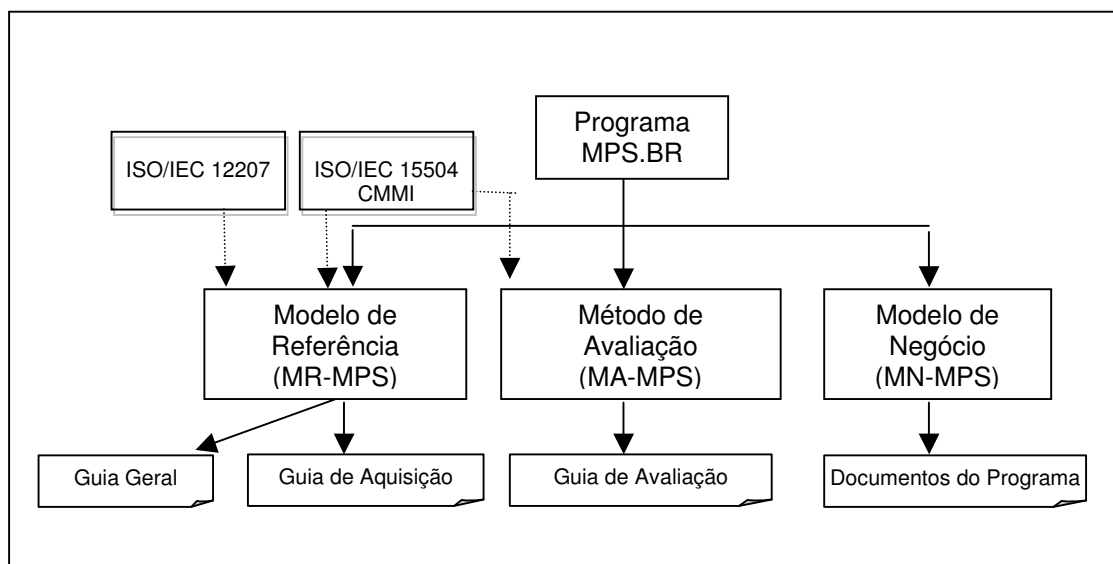 Programa
MPS.BR
ISO/IEC 12207
ISO/IEC 15504
CMMI
Modelo de
Referência
(MR-MPS)
Método de
Avaliação
(MA-MPS)
Modelo de
Negócio
(MN-MPS)
Guia Geral
Guia de Aquisição
Guia de Avaliação
Documentos do Programa